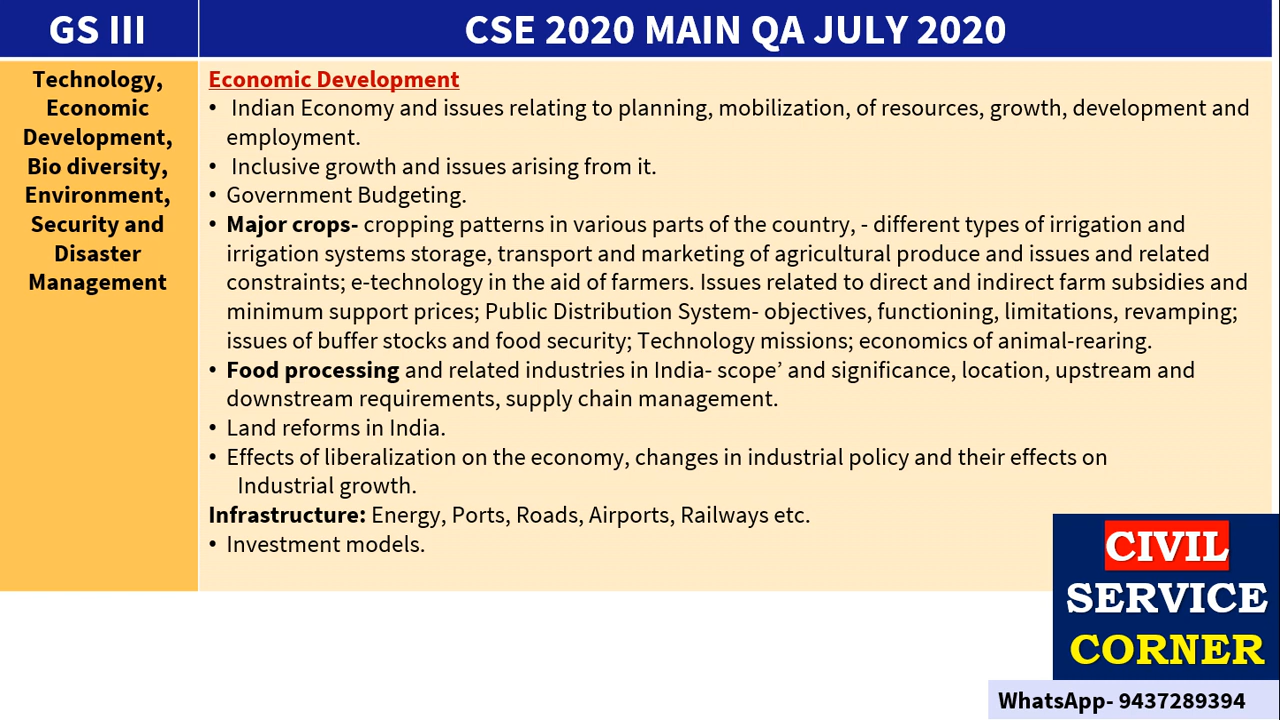 GS III
CSE 2020 MAIN QA JULY 2020
Technology,
Economic
Development,
Bio diversity,
Environment,
Security and
Disaster
Management
Economic Development
• Indian Economy and issues relating to planning, mobilization, of resources, growth, development and
employment.
• Inclusive growth and issues arising from it.
• Government Budgeting.
• Major crops- cropping patterns in various parts of the country, - different types of irrigation and
irrigation systems storage, transport and marketing of agricultural produce and issues and related
constraints; e-technology in the aid of farmers. Issues related to direct and indirect farm subsidies and
minimum support prices; Public Distribution System- objectives, functioning, limitations, revamping;
issues of buffer stocks and food security; Technology missions; economics of animal-rearing.
• Food processing and related industries in India- scope’ and significance, location, upstream and
downstream requirements, supply chain management.
• Land reforms in India.
• Effects of liberalization on the economy, changes in industrial policy and their effects on
Industrial growth.
Infrastructure: Energy, Ports, Roads, Airports, Railways etc.
• Investment models.
CIVIL
SERVICE
CORNER
WhatsApp- 9437289394